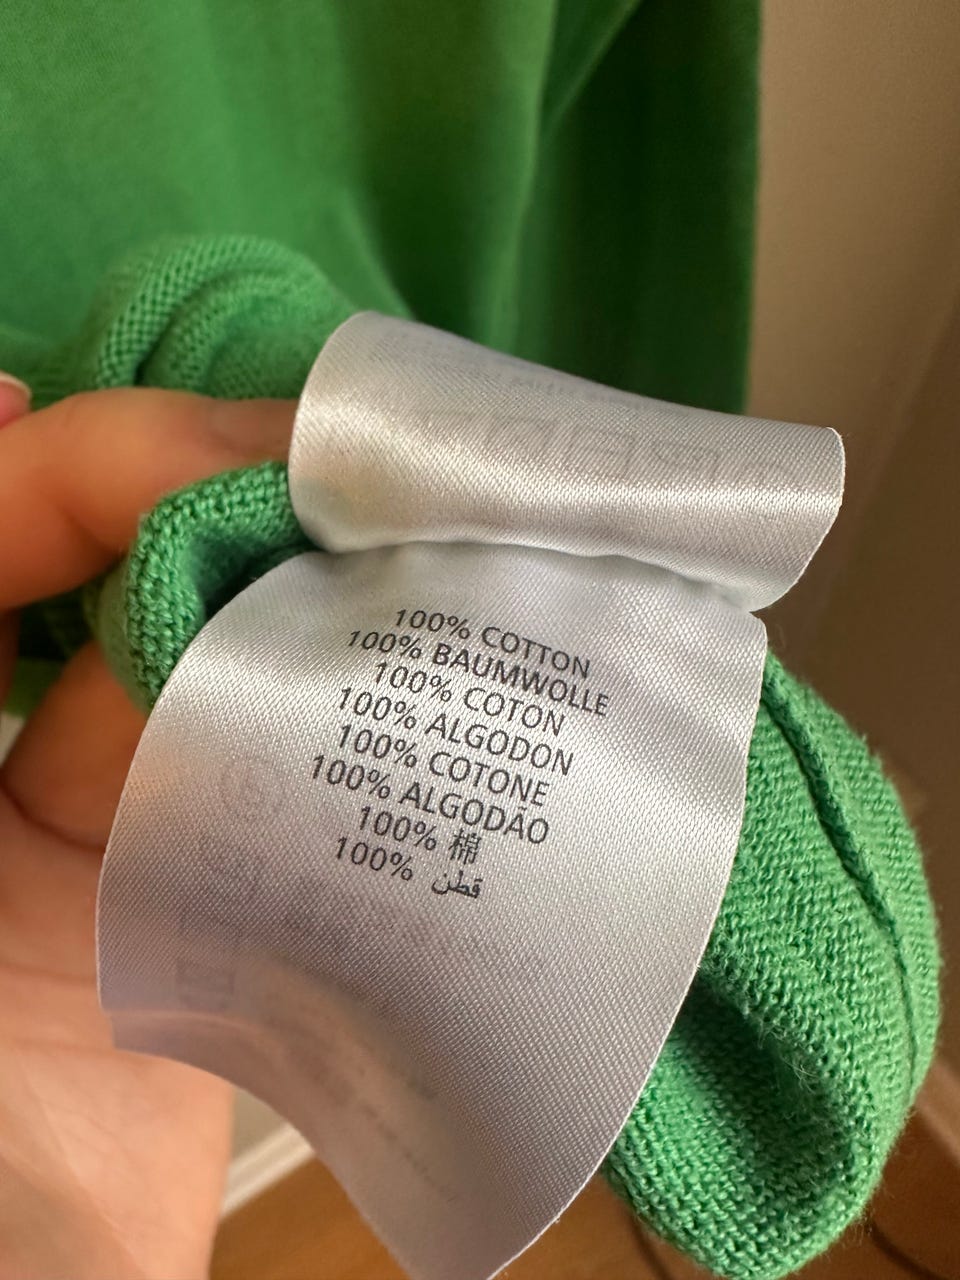 100% COTTON
100% BAUMWOLLE
100% COTON
100% ALGODON
100% COTONE
100% ALGODÃO
100% 棉
100% قطن